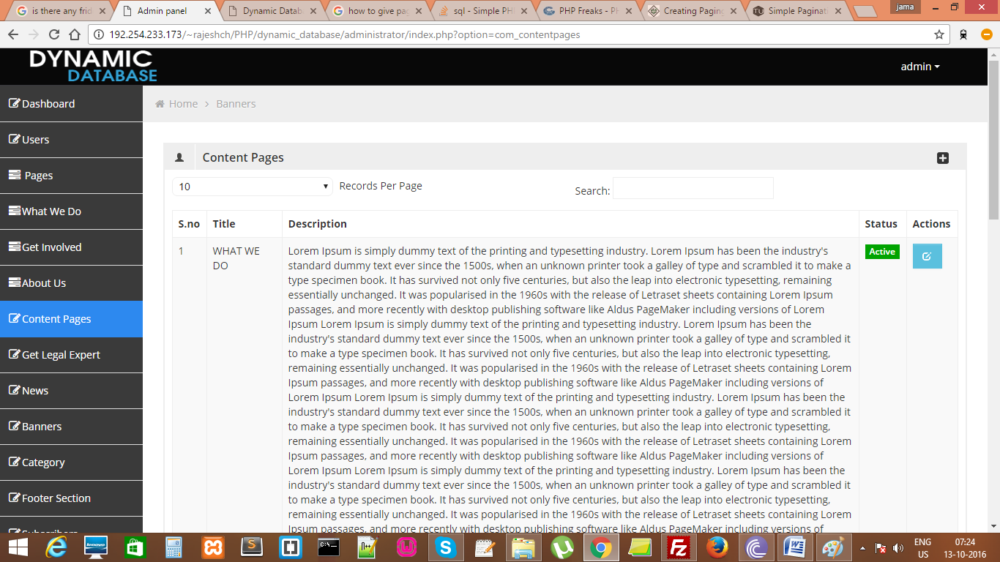 is there any frid
Admin panel
Dynamic Datab
how to give pag
sql - Simple PH
PHP Freaks - PH
Creating Paging
Simple Paginati
jama
192.254.233.173/~rajeshch/PHP/dynamic_database/administrator/index.php?option=com_contentpages
DYNAMIC
DATABASE
admin
Dashboard
Users
Pages
What We Do
Get Involved
About Us
Content Pages
Get Legal Expert
News
Banners
Category
Footer Section
Subscribers
Home > Banners
Content Pages
10 Records Per Page
Search:
S.no Title Description Status Actions
1
WHAT WE
DO
Lorem Ipsum is simply dummy text of the printing and typesetting industry. Lorem Ipsum has been the industry's
standard dummy text ever since the 1500s, when an unknown printer took a galley of type and scrambled it to make a
type specimen book. It has survived not only five centuries, but also the leap into electronic typesetting, remaining
essentially unchanged. It was popularised in the 1960s with the release of Letraset sheets containing Lorem Ipsum
passages, and more recently with desktop publishing software like Aldus PageMaker including versions of Lorem
Ipsum Lorem Ipsum is simply dummy text of the printing and typesetting industry. Lorem Ipsum has been the
industry's standard dummy text ever since the 1500s, when an unknown printer took a galley of type and scrambled it
to make a type specimen book. It has survived not only five centuries, but also the leap into electronic typesetting,
remaining essentially unchanged. It was popularised in the 1960s with the release of Letraset sheets containing Lorem
Ipsum passages, and more recently with desktop publishing software like Aldus PageMaker including versions of
Lorem Ipsum Lorem Ipsum is simply dummy text of the printing and typesetting industry. Lorem Ipsum has been the
industry's standard dummy text ever since the 1500s, when an unknown printer took a galley of type and scrambled it
to make a type specimen book. It has survived not only five centuries, but also the leap into electronic typesetting,
remaining essentially unchanged. It was popularised in the 1960s with the release of Letraset sheets containing Lorem
Ipsum passages, and more recently with desktop publishing software like Aldus PageMaker including versions of
Lorem Ipsum Lorem Ipsum is simply dummy text of the printing and typesetting industry. Lorem Ipsum has been the
industry's standard dummy text ever since the 1500s, when an unknown printer took a galley of type and scrambled it
to make a type specimen book. It has survived not only five centuries, but also the leap into electronic typesetting,
remaining essentially unchanged. It was popularised in the 1960s with the release of Letraset sheets containing Lorem
Ipsum passages, and more recently with desktop publishing software like Aldus PageMaker including versions of
Active
ENG
US
07:24
13-10-2016